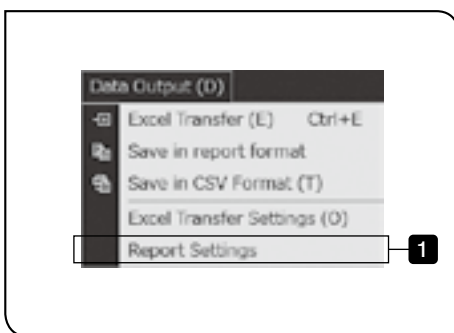 Data Output (D)
Excel Transfer (E) Ctrl+E
Save in report format
Save in CSV Format (T)
Excel Transfer Settings (O)
Report Settings
1